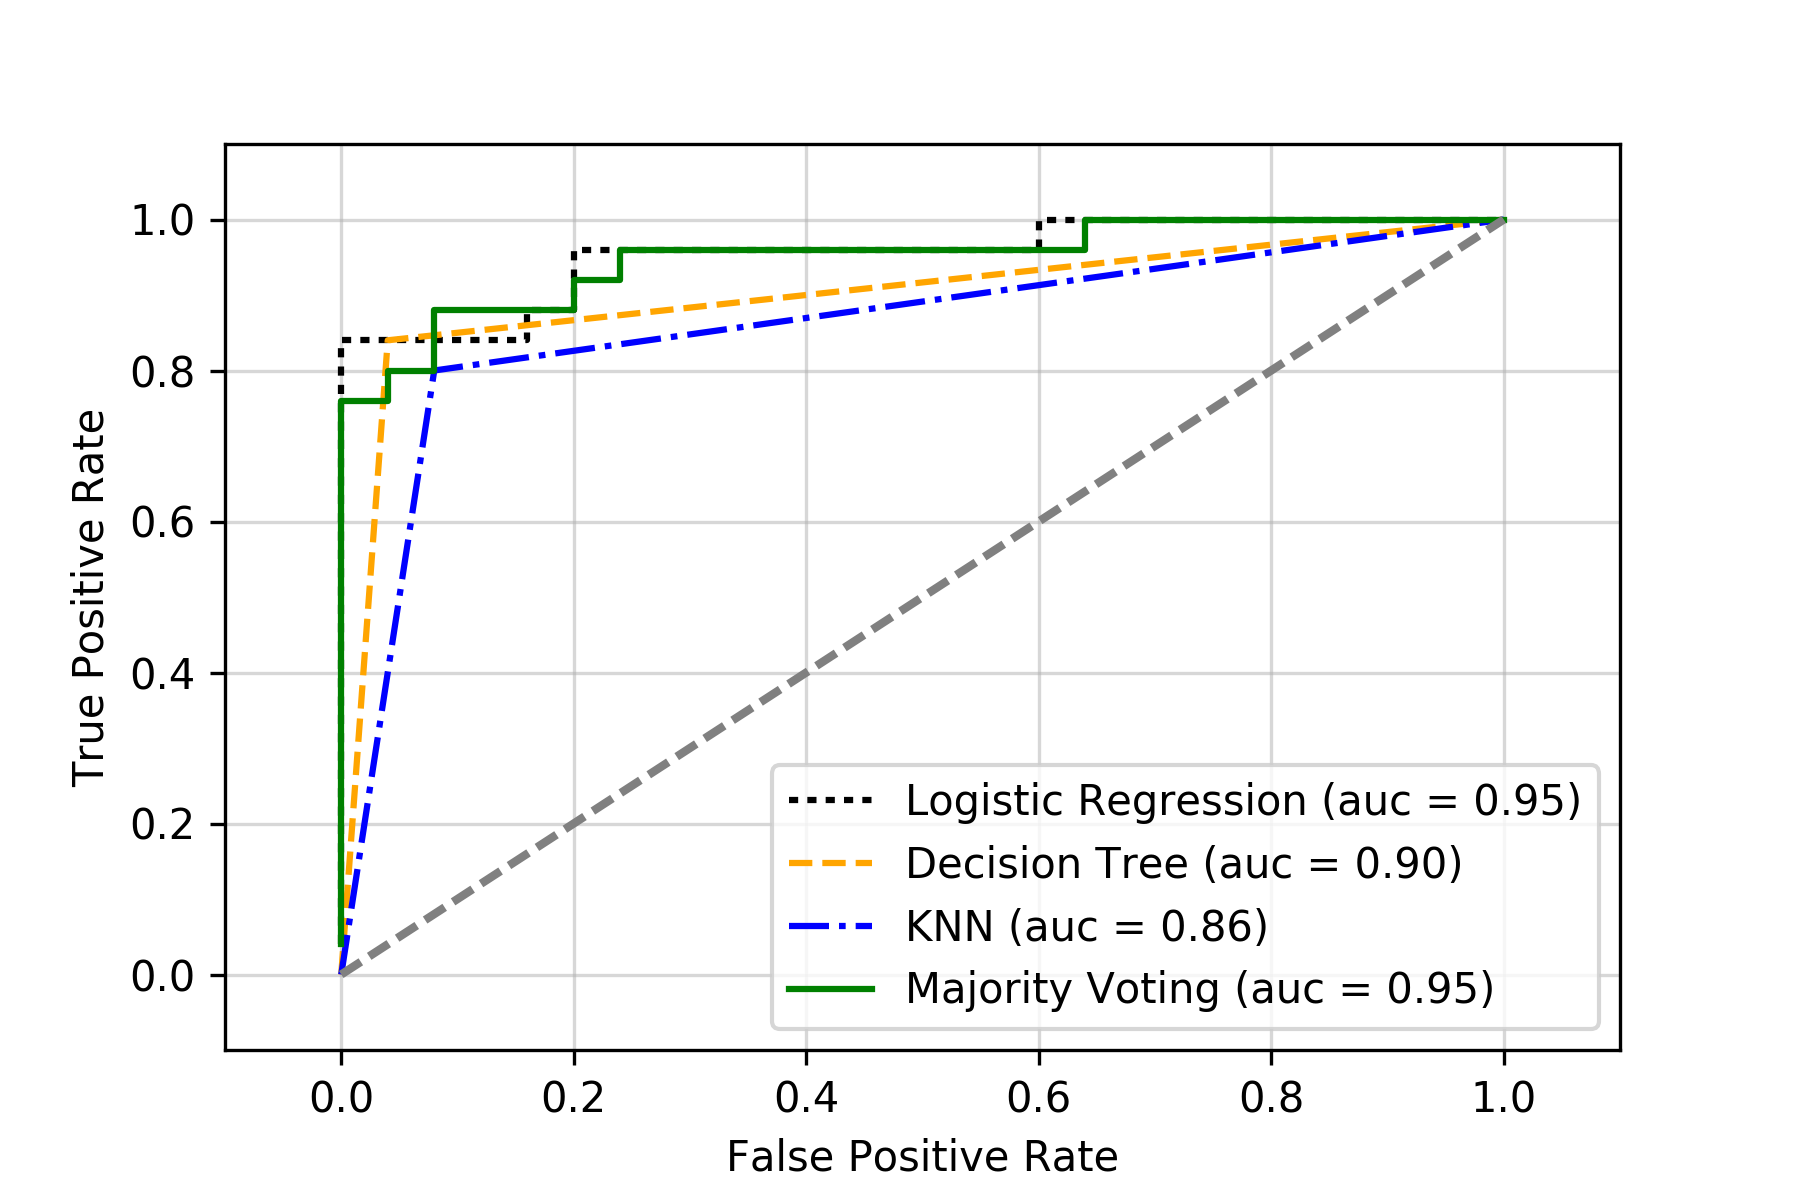 1.0
0.8
0.6
0.4
0.2
0.0
True Positive Rate
Logistic Regression (auc = 0.95)
Decision Tree (auc = 0.90)
KNN (auc = 0.86)
Majority Voting (auc = 0.95)
0.0 0.2 0.4 0.6 0.8 1.0
False Positive Rate